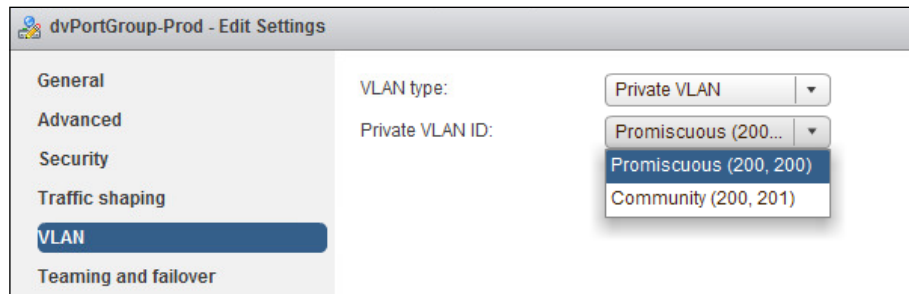 dvPortGroup-Prod - Edit Settings
General
Advanced
Security
Traffic shaping
VLAN
Teaming and failover
VLAN type: Private VLAN
Private VLAN ID: Promiscuous (200...
Promiscuous (200, 200)
Community (200, 201)